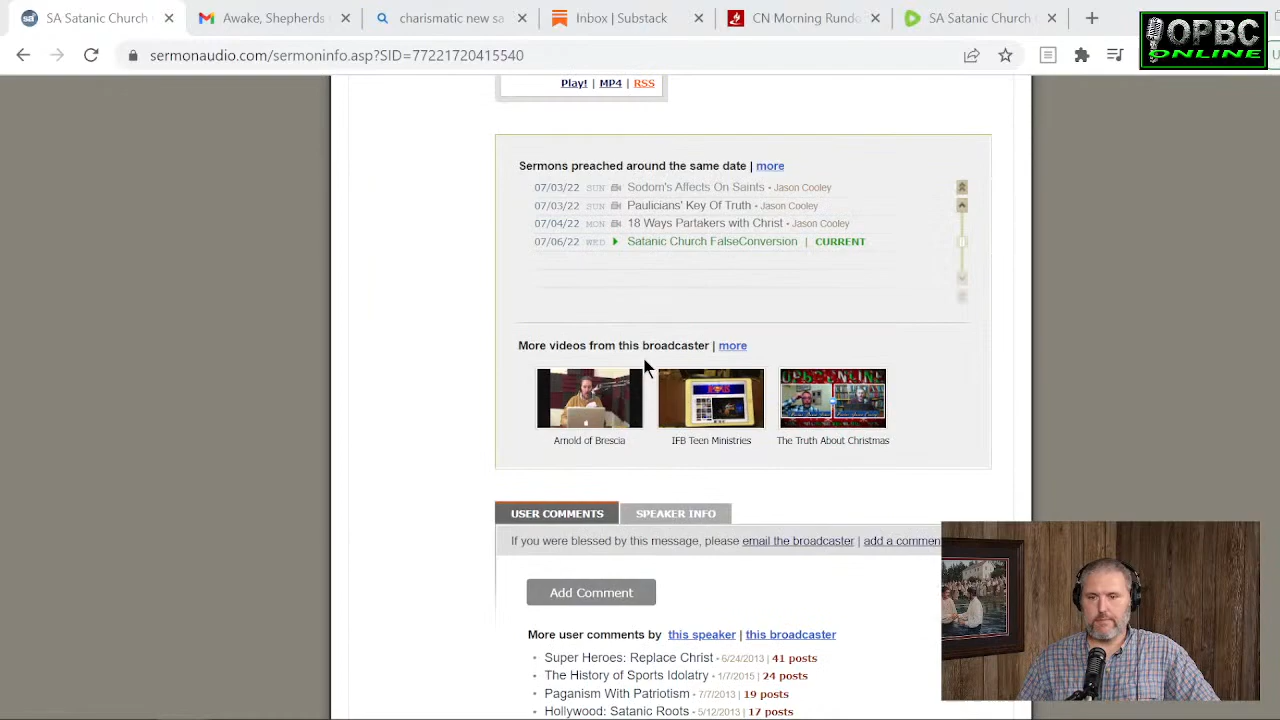 SA Satanic Church
Awake, Shepherds
charismatic new sa
Inbox | Substack
CN Morning Rundo
SA Satanic Church
OPBC
ONLINE
sermonaudio.com/sermoninfo.asp?SID=77221720415540
Play! | MP4 | RSS
Sermons preached around the same date | more
07/03/22 SUN Sodom's Affects On Saints - Jason Cooley
07/03/22 SUN Paulicians' Key Of Truth - Jason Cooley
07/04/22 MON 18 Ways Partakers with Christ - Jason Cooley
07/06/22 WED Satanic Church FalseConversion | CURRENT
More videos from this broadcaster | more
Arnold of Brescia
IFB Teen Ministries
The Truth About Christmas
USER COMMENTS
SPEAKER INFO
If you were blessed by this message, please email the broadcaster | add a commen
Add Comment
More user comments by this speaker | this broadcaster
• Super Heroes: Replace Christ - 6/24/2013 | 41 posts
• The History of Sports Idolatry - 1/7/2015 | 24 posts
• Paganism With Patriotism - 7/7/2013 | 19 posts
• Hollywood: Satanic Roots - 5/12/2013 | 17 posts